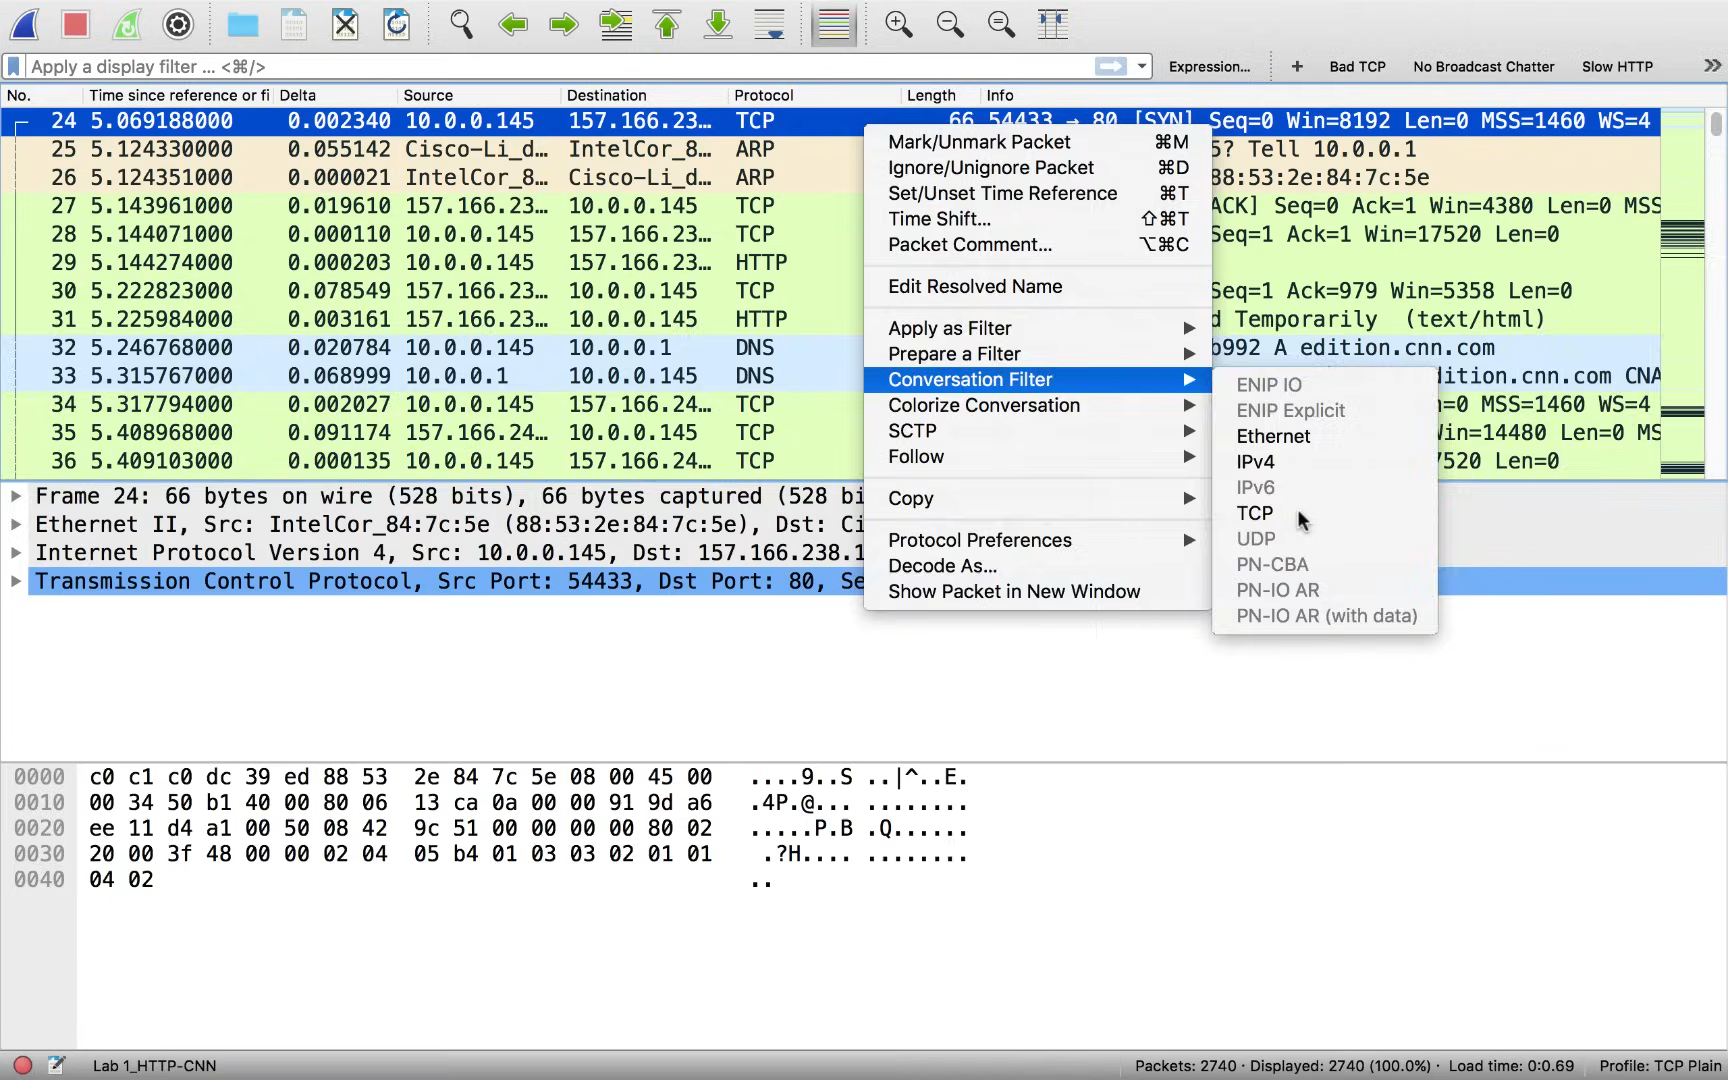 Apply a display filter ... <⌘/>
Expression...
+
Bad TCP
No Broadcast Chatter
Slow HTTP
No. Time since reference or fi Delta Source Destination Protocol Length Info
24 5.069188000 0.002340 10.0.0.145 157.166.23... TCP 66 54433 → 80 [SYN] Seq=0 Win=8192 Len=0 MSS=1460 WS=4
25 5.124330000 0.055142 Cisco-Li_d... IntelCor_8... ARP ? Tell 10.0.0.1
26 5.124351000 0.000021 IntelCor_8... Cisco-Li_d... ARP 88:53:2e:84:7c:5e
27 5.143961000 0.019610 157.166.23... 10.0.0.145 TCP ACK] Seq=0 Ack=1 Win=4380 Len=0 MSS
28 5.144071000 0.000110 10.0.0.145 157.166.23... TCP Seq=1 Ack=1 Win=17520 Len=0
29 5.144274000 0.000203 10.0.0.145 157.166.23... HTTP
30 5.222823000 0.078549 157.166.23... 10.0.0.145 TCP Seq=1 Ack=979 Win=5358 Len=0
31 5.225984000 0.003161 157.166.23... 10.0.0.145 HTTP d Temporarily (text/html)
32 5.246768000 0.020784 10.0.0.145 10.0.0.1 DNS b992 A edition.cnn.com
33 5.315767000 0.068999 10.0.0.1 10.0.0.145 DNS dition.cnn.com CNA
34 5.317794000 0.002027 10.0.0.145 157.166.24... TCP =0 MSS=1460 WS=4
35 5.408968000 0.091174 157.166.24... 10.0.0.145 TCP in=14480 Len=0 MS
36 5.409103000 0.000135 10.0.0.145 157.166.24... TCP 520 Len=0
Mark/Unmark Packet ⌘M
Ignore/Unignore Packet ⌘D
Set/Unset Time Reference ⌘T
Time Shift... ⇧⌘T
Packet Comment... ⌥⌘C
Edit Resolved Name
Apply as Filter
Prepare a Filter
Conversation Filter
Colorize Conversation
SCTP
Follow
Copy
Protocol Preferences
Decode As...
Show Packet in New Window
ENIP IO
ENIP Explicit
Ethernet
IPv4
IPv6
TCP
UDP
PN-CBA
PN-IO AR
PN-IO AR (with data)
Frame 24: 66 bytes on wire (528 bits), 66 bytes captured (528 bi
Ethernet II, Src: IntelCor_84:7c:5e (88:53:2e:84:7c:5e), Dst: Ci
Internet Protocol Version 4, Src: 10.0.0.145, Dst: 157.166.238.1
Transmission Control Protocol, Src Port: 54433, Dst Port: 80, Se
0000 c0 c1 c0 dc 39 ed 88 53 2e 84 7c 5e 08 00 45 00 ....9..S ..|^..E.
0010 00 34 50 b1 40 00 80 06 13 ca 0a 00 00 91 9d a6 .4P.@... ........
0020 ee 11 d4 a1 00 50 08 42 9c 51 00 00 00 00 80 02 .....P.B .Q......
0030 20 00 3f 48 00 00 02 04 05 b4 01 03 03 02 01 01 .?H.... ........
0040 04 02 ..
Lab 1_HTTP-CNN
Packets: 2740 · Displayed: 2740 (100.0%) · Load time: 0:0.69
Profile: TCP Plain